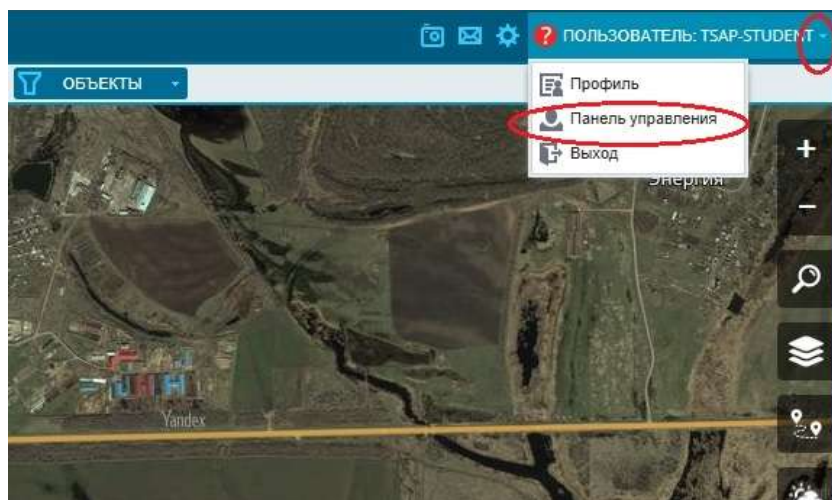 ПОЛЬЗОВАТЕЛЬ: TSAP-STUDENT
ОБЪЕКТЫ
Профиль
Панель управления
Выход
Энергия
Yandex